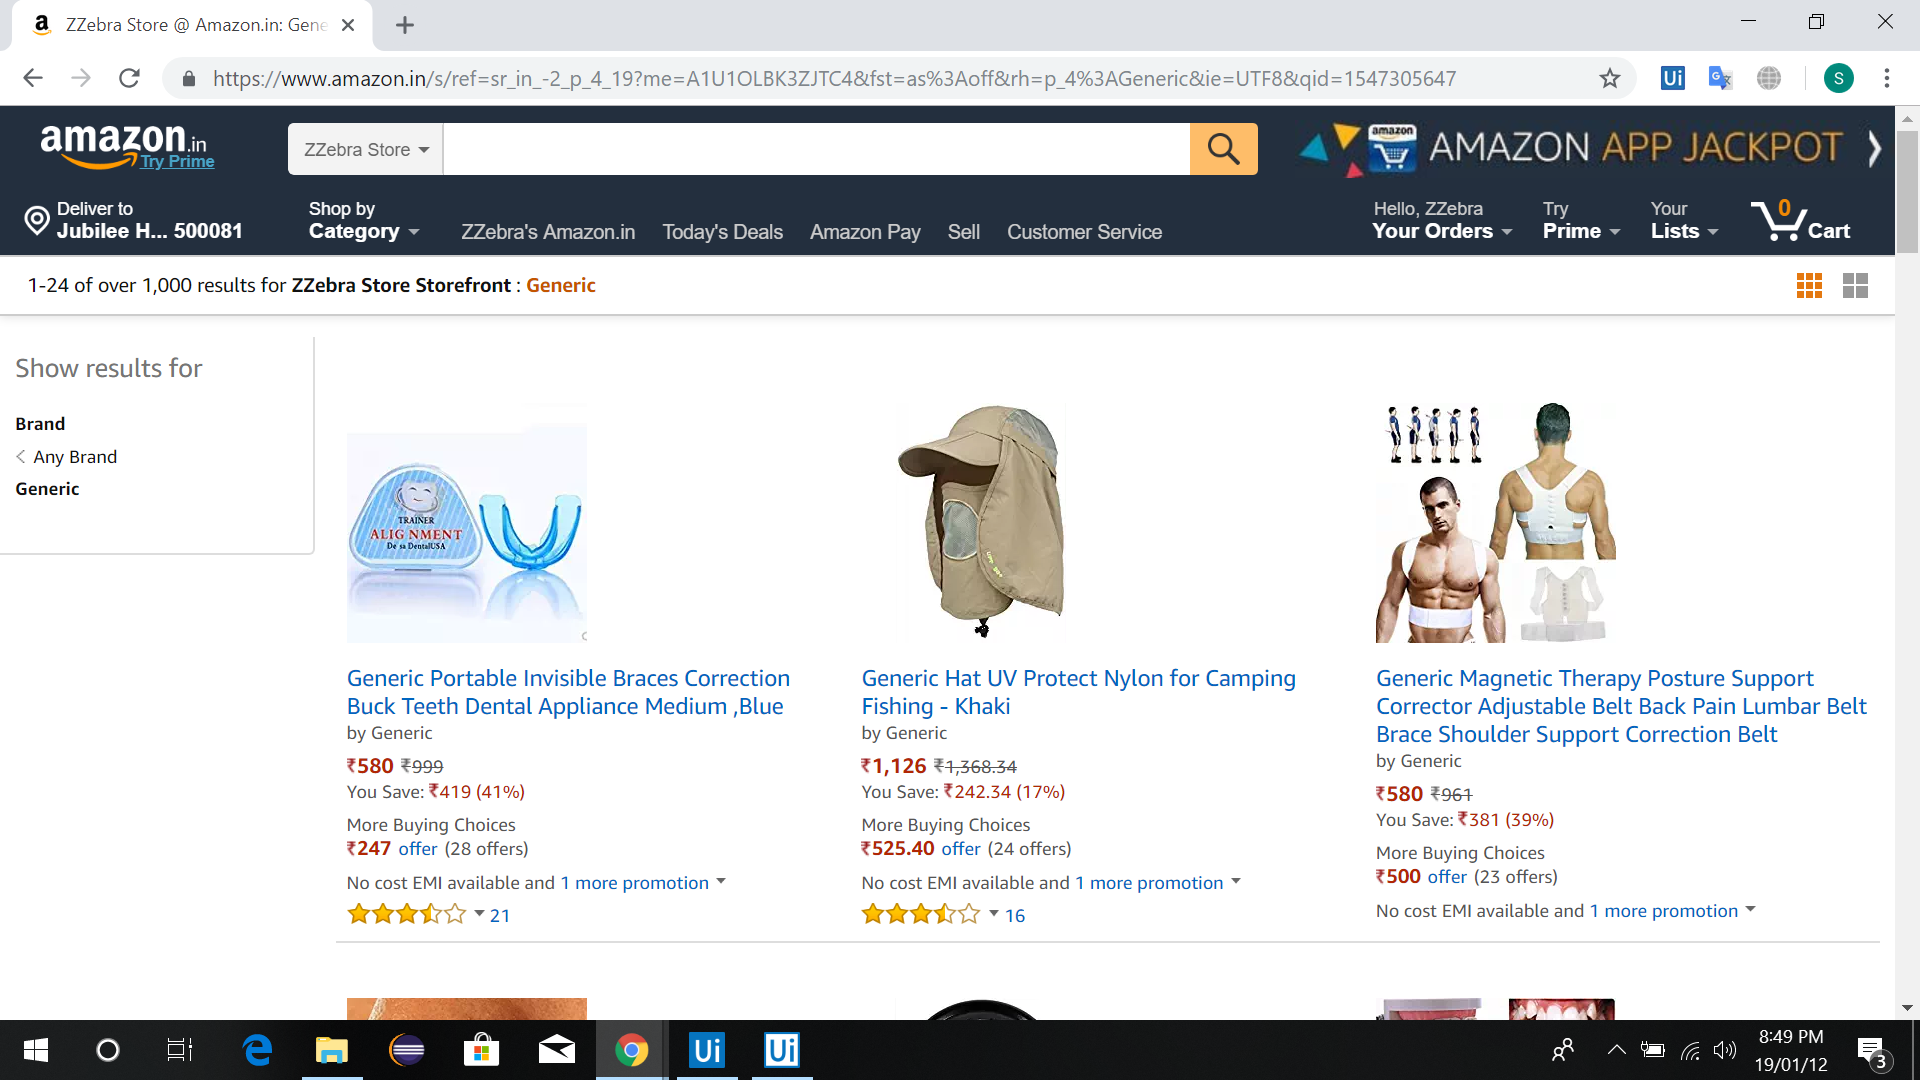 ZZebra Store @ Amazon.in: Gene
https://www.amazon.in/s/ref=sr_in_-2_p_4_19?me=A1U1OLBK3ZJTC4&fst=as%3Aoff&rh=p_4%3AGeneric&ie=UTF8&qid=1547305647
Ui
S
amazon.in
Try Prime
ZZebra Store
amazon
AMAZON APP JACKPOT
Deliver to
Jubilee H... 500081
Shop by
Category
ZZebra's Amazon.in
Today's Deals
Amazon Pay
Sell
Customer Service
Hello, ZZebra
Your Orders
Try
Prime
Your
Lists
0
Cart
1-24 of over 1,000 results for ZZebra Store Storefront : Generic
Show results for
Brand
Any Brand
Generic
TRAINER
ALIGNMENT
De sa DentalUSA
Generic Portable Invisible Braces Correction
Buck Teeth Dental Appliance Medium ,Blue
by Generic
₹580 ₹999
You Save: ₹419 (41%)
More Buying Choices
₹247 offer (28 offers)
No cost EMI available and 1 more promotion
21
Generic Hat UV Protect Nylon for Camping
Fishing - Khaki
by Generic
₹1,126 ₹1,368.34
You Save: ₹242.34 (17%)
More Buying Choices
₹525.40 offer (24 offers)
No cost EMI available and 1 more promotion
16
Generic Magnetic Therapy Posture Support
Corrector Adjustable Belt Back Pain Lumbar Belt
Brace Shoulder Support Correction Belt
by Generic
₹580 ₹961
You Save: ₹381 (39%)
More Buying Choices
₹500 offer (23 offers)
No cost EMI available and 1 more promotion
Ui
Ui
8:49 PM
19/01/12
3